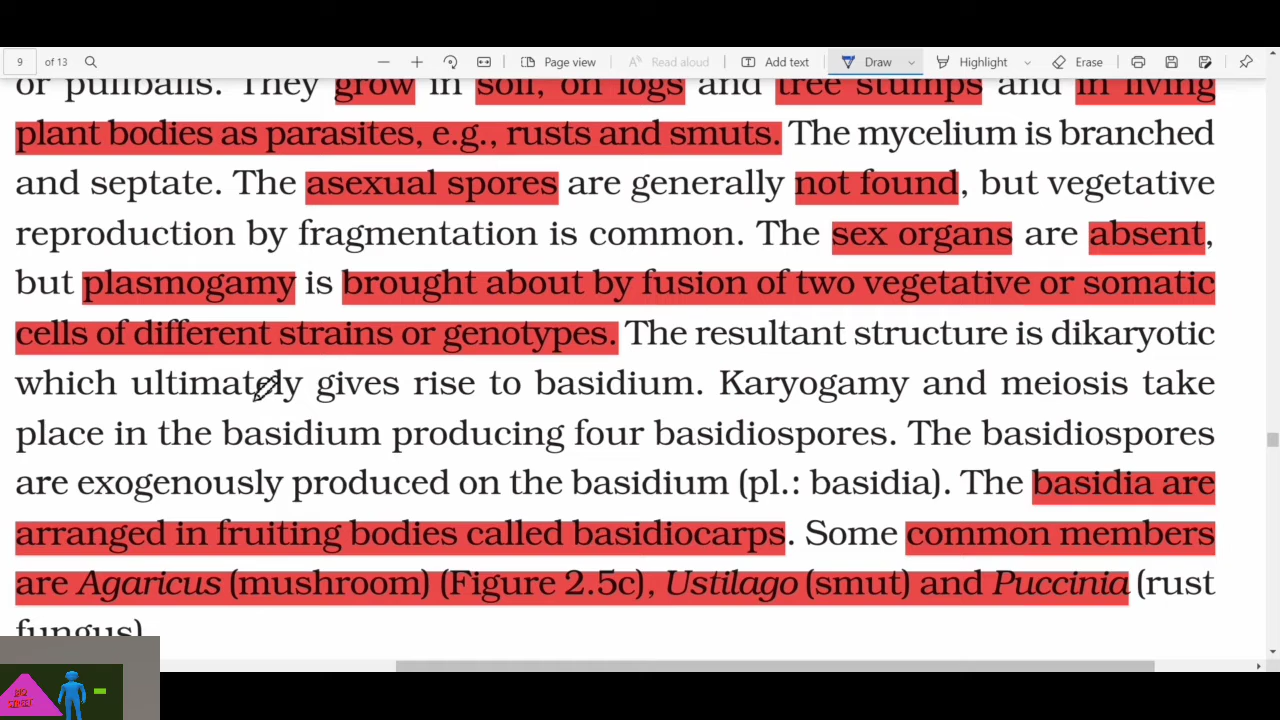 9 of 13 Page view Read aloud Add text Draw Highlight Erase
or puffballs. They grow in soil, on logs and tree stumps and in living
plant bodies as parasites, e.g., rusts and smuts. The mycelium is branched
and septate. The asexual spores are generally not found, but vegetative
reproduction by fragmentation is common. The sex organs are absent,
but plasmogamy is brought about by fusion of two vegetative or somatic
cells of different strains or genotypes. The resultant structure is dikaryotic
which ultimately gives rise to basidium. Karyogamy and meiosis take
place in the basidium producing four basidiospores. The basidiospores
are exogenously produced on the basidium (pl.: basidia). The basidia are
arranged in fruiting bodies called basidiocarps. Some common members
are Agaricus (mushroom) (Figure 2.5c), Ustilago (smut) and Puccinia (rust
fungus).